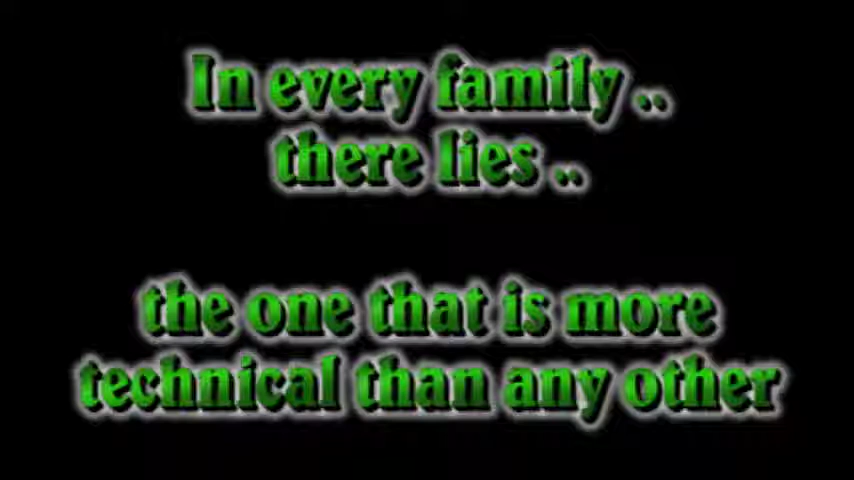 In every family ..
there lies ..
the one that is more
technical than any other